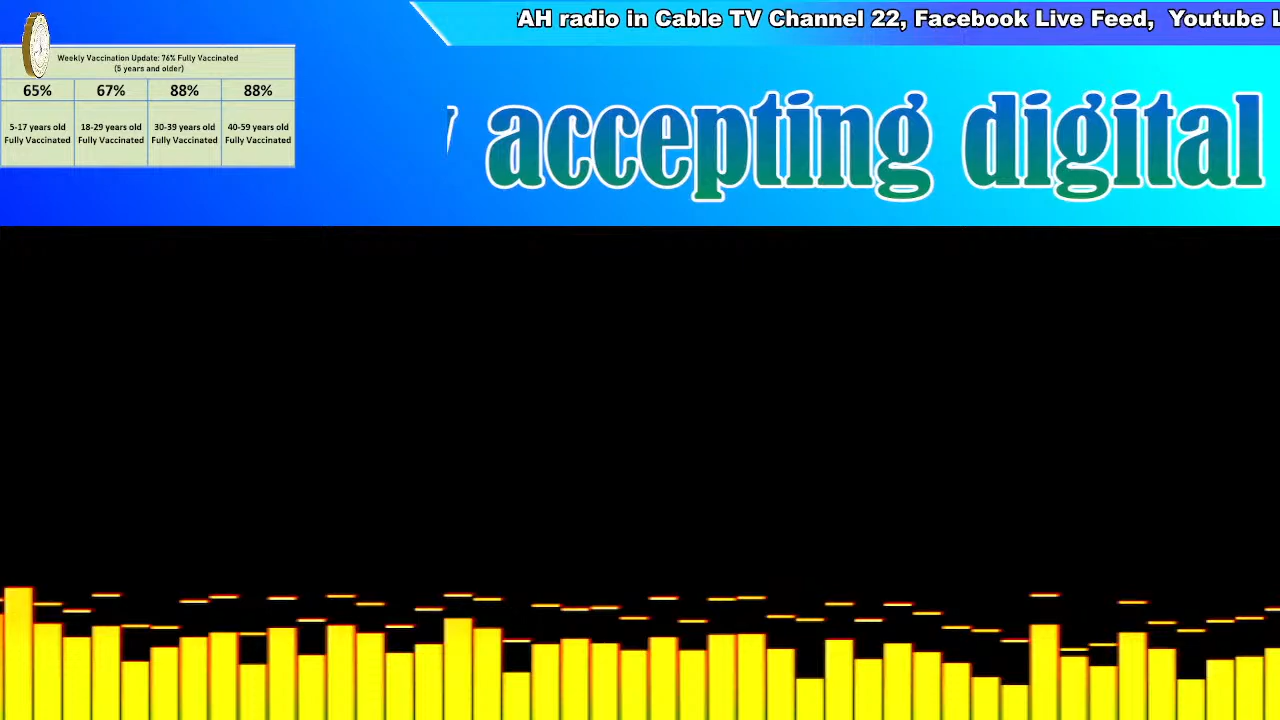 AH radio in Cable TV Channel 22, Facebook Live Feed, Youtube
Weekly Vaccination Update: 76% Fully Vaccinated
(5 years and older)
65% 67% 88% 88%
5-17 years old 18-29 years old 30-39 years old 40-59 years old
Fully Vaccinated Fully Vaccinated Fully Vaccinated Fully Vaccinated
accepting digital